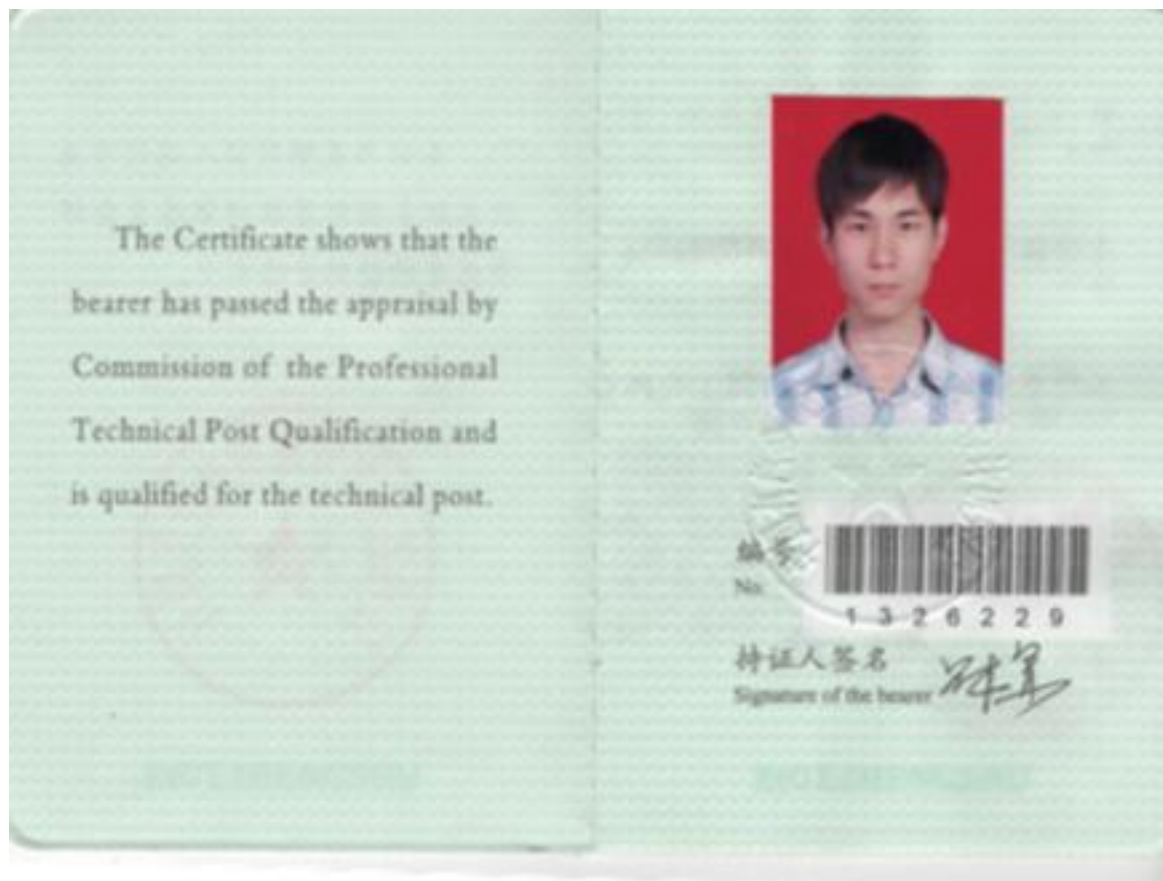 The Certificate shows that the
bearer has passed the appraisal by
Commission of the Professional
Technical Post Qualification and
is qualified for the technical post.
编号:
No:
1326229
持证人签名
Signature of the bearer